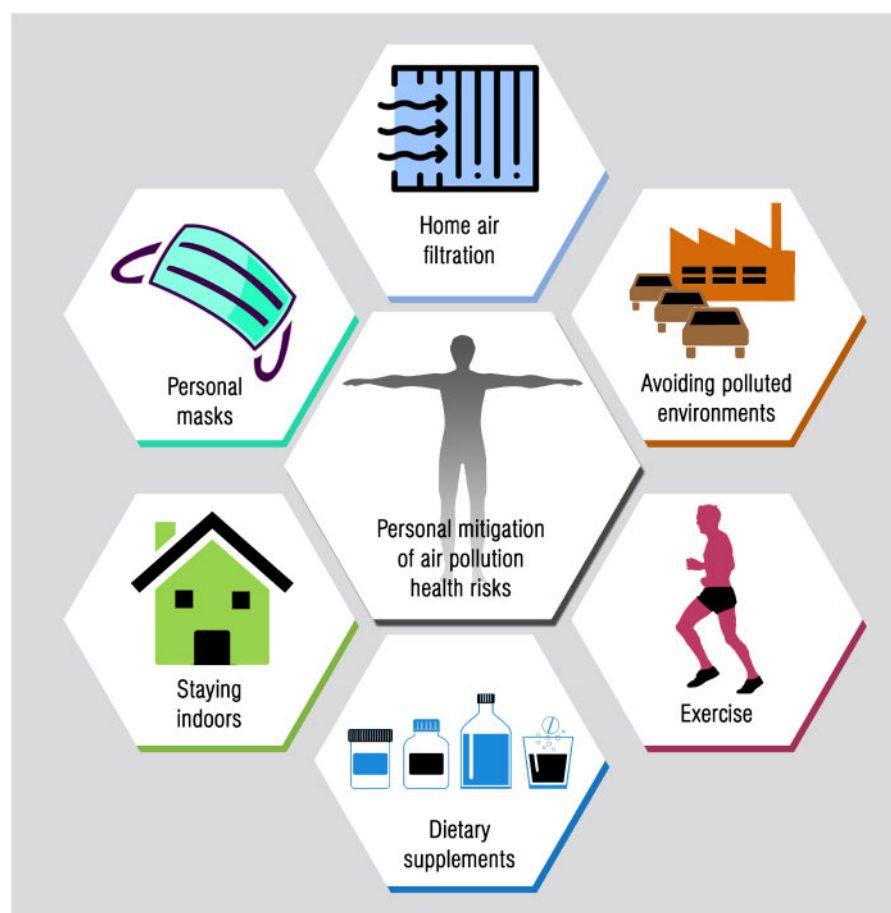 Home air
filtration
Personal
masks
Avoiding polluted
environments
Personal mitigation
of air pollution
health risks
Staying
indoors
Exercise
Dietary
supplements